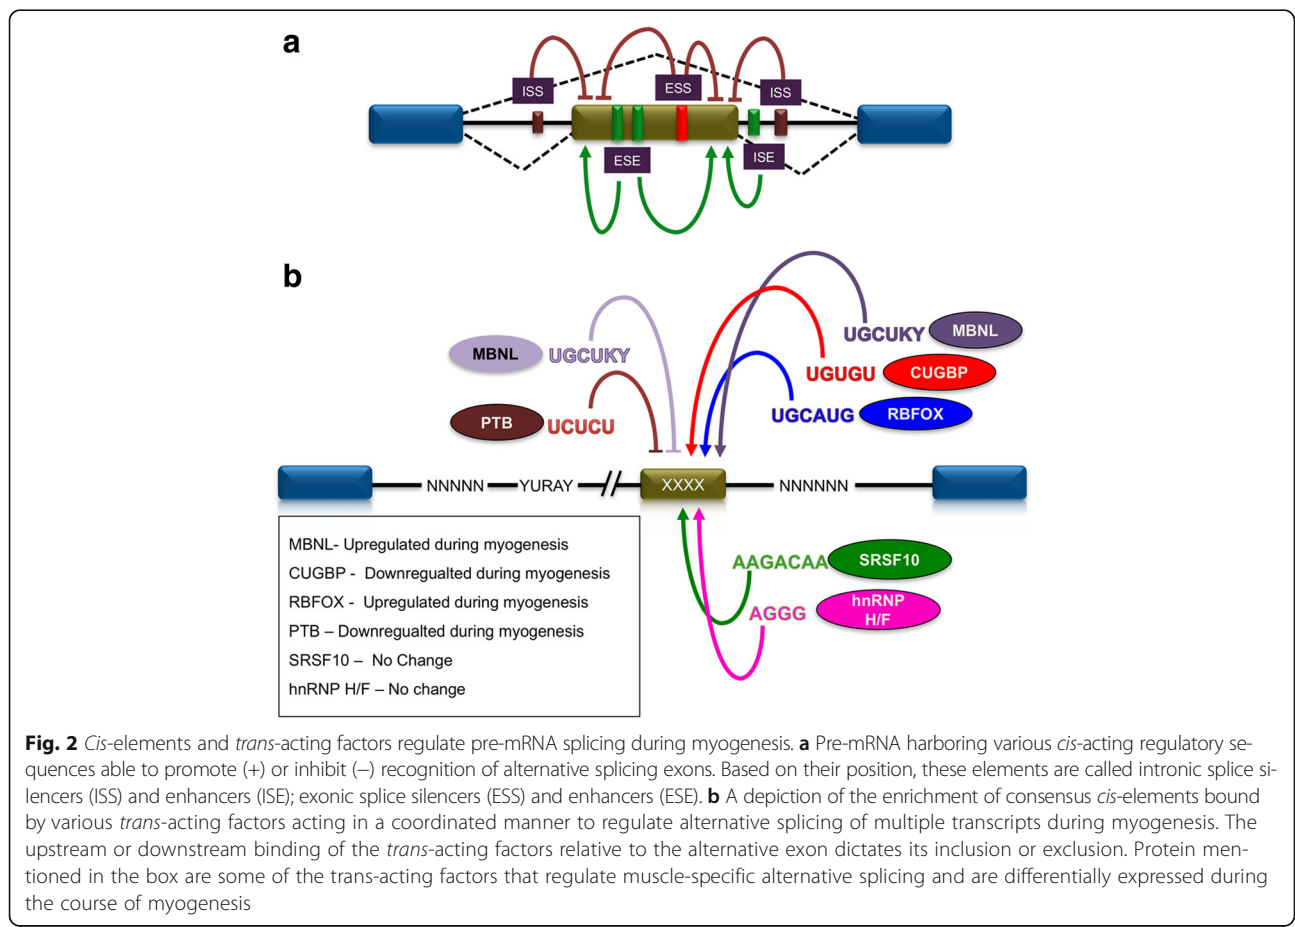 a
ISS
ESS
ISS
ESE
ISE
b
UGCUKY MBNL
MBNL UGCUKY
UGUGU CUGBP
UGCAUG RBFOX
PTB UCUCU
NNNNN YURAY // XXXX NNNNNN
MBNL- Upregulated during myogenesis
CUGBP - Downregualted during myogenesis
RBFOX - Upregulated during myogenesis
PTB – Downregualted during myogenesis
SRSF10 – No Change
hnRNP H/F – No change
AAGACAA SRSF10
AGGG hnRNP
H/F
Fig. 2 Cis-elements and trans-acting factors regulate pre-mRNA splicing during myogenesis. a Pre-mRNA harboring various cis-acting regulatory se-
quences able to promote (+) or inhibit (−) recognition of alternative splicing exons. Based on their position, these elements are called intronic splice si-
lencers (ISS) and enhancers (ISE); exonic splice silencers (ESS) and enhancers (ESE). b A depiction of the enrichment of consensus cis-elements bound
by various trans-acting factors acting in a coordinated manner to regulate alternative splicing of multiple transcripts during myogenesis. The
upstream or downstream binding of the trans-acting factors relative to the alternative exon dictates its inclusion or exclusion. Protein men-
tioned in the box are some of the trans-acting factors that regulate muscle-specific alternative splicing and are differentially expressed during
the course of myogenesis